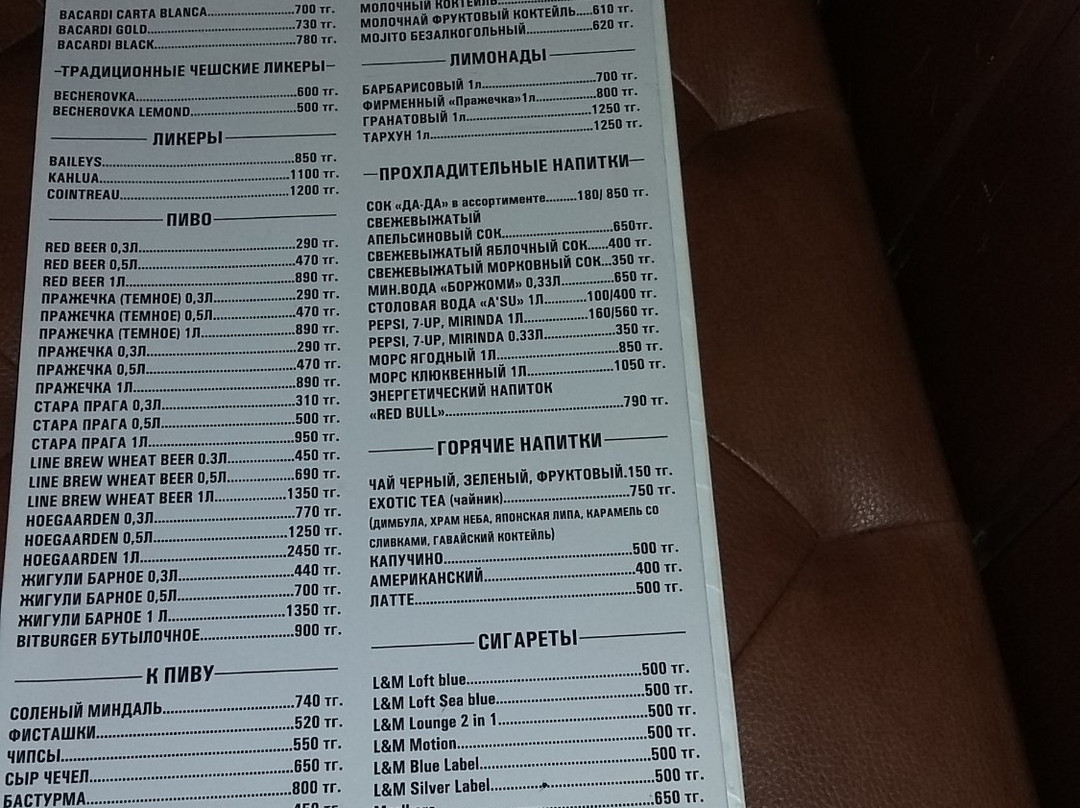 BACARDI CARTA BLANCA....................700 тг.
BACARDI GOLD....................730 тг.
BACARDI BLACK....................780 тг.
-ТРАДИЦИОННЫЕ ЧЕШСКИЕ ЛИКЕРЫ-
BECHEROVKA....................600 тг.
BECHEROVKA LEMOND....................500 тг.
ЛИКЕРЫ
BAILEYS....................850 тг.
KAHLUA....................1100 тг.
COINTREAU....................1200 тг.
ПИВО
RED BEER 0,3Л....................290 тг.
RED BEER 0,5Л....................470 тг.
RED BEER 1Л....................890 тг.
ПРАЖЕЧКА (ТЕМНОЕ) 0,3Л....................290 тг.
ПРАЖЕЧКА (ТЕМНОЕ) 0,5Л....................470 тг.
ПРАЖЕЧКА (ТЕМНОЕ) 1Л....................890 тг.
ПРАЖЕЧКА 0,3Л....................290 тг.
ПРАЖЕЧКА 0,5Л....................470 тг.
ПРАЖЕЧКА 1Л....................890 тг.
СТАРА ПРАГА 0,3Л....................310 тг.
СТАРА ПРАГА 0,5Л....................500 тг.
СТАРА ПРАГА 1Л....................950 тг.
LINE BREW WHEAT BEER 0.3Л....................450 тг.
LINE BREW WHEAT BEER 0,5Л....................690 тг.
LINE BREW WHEAT BEER 1Л....................1350 тг.
HOEGAARDEN 0,3Л....................770 тг.
HOEGAARDEN 0,5Л....................1250 тг.
HOEGAARDEN 1Л....................2450 тг.
ЖИГУЛИ БАРНОЕ 0,3Л....................440 тг.
ЖИГУЛИ БАРНОЕ 0,5Л....................700 тг.
ЖИГУЛИ БАРНОЕ 1 Л....................1350 тг.
BITBURGER БУТЫЛОЧНОЕ....................900 тг.
К ПИВУ
СОЛЕНЫЙ МИНДАЛЬ....................740 тг.
ФИСТАШКИ....................520 тг.
ЧИПСЫ....................550 тг.
СЫР ЧЕЧЕЛ....................650 тг.
БАСТУРМА....................800 тг.
МОЛОЧНЫЙ КОКТЕЙЛЬ
МОЛОЧНАЙ ФРУКТОВЫЙ КОКТЕЙЛЬ.....610 тг.
MOJITO БЕЗАЛКОГОЛЬНЫЙ....................620 тг.
ЛИМОНАДЫ
БАРБАРИСОВЫЙ 1л....................700 тг.
ФИРМЕННЫЙ «Пражечка»1л....................800 тг.
ГРАНАТОВЫЙ 1л....................1250 тг.
ТАРХУН 1л....................1250 тг.
ПРОХЛАДИТЕЛЬНЫЕ НАПИТКИ
СОК «ДА-ДА» в ассортименте.........180/ 850 тг.
СВЕЖЕВЫЖАТЫЙ
АПЕЛЬСИНОВЫЙ СОК....................650тг.
СВЕЖЕВЫЖАТЫЙ ЯБЛОЧНЫЙ СОК......400 тг.
СВЕЖЕВЫЖАТЫЙ МОРКОВНЫЙ СОК...350 тг.
МИН.ВОДА «БОРЖОМИ» 0,33Л............650 тг.
СТОЛОВАЯ ВОДА «A'SU» 1Л..........100/400 тг.
PEPSI, 7-UP, MIRINDA 1Л................160/560 тг.
PEPSI, 7-UP, MIRINDA 0.33Л.................350 тг.
МОРС ЯГОДНЫЙ 1Л....................850 тг.
МОРС КЛЮКВЕННЫЙ 1Л....................1050 тг.
ЭНЕРГЕТИЧЕСКИЙ НАПИТОК
«RED BULL»....................790 тг.
ГОРЯЧИЕ НАПИТКИ
ЧАЙ ЧЕРНЫЙ, ЗЕЛЕНЫЙ, ФРУКТОВЫЙ.150 тг.
EXOTIC TEA (чайник)....................750 тг.
(ДИМБУЛА, ХРАМ НЕБА, ЯПОНСКАЯ ЛИПА, КАРАМЕЛЬ СО
СЛИВКАМИ, ГАВАЙСКИЙ КОКТЕЙЛЬ)
КАПУЧИНО....................500 тг.
АМЕРИКАНСКИЙ....................400 тг.
ЛАТТЕ....................500 тг.
СИГАРЕТЫ
L&M Loft blue....................500 тг.
L&M Loft Sea blue....................500 тг.
L&M Lounge 2 in 1....................500 тг.
L&M Motion....................500 тг.
L&M Blue Label....................500 тг.
L&M Silver Label....................500 тг.
650 тг.